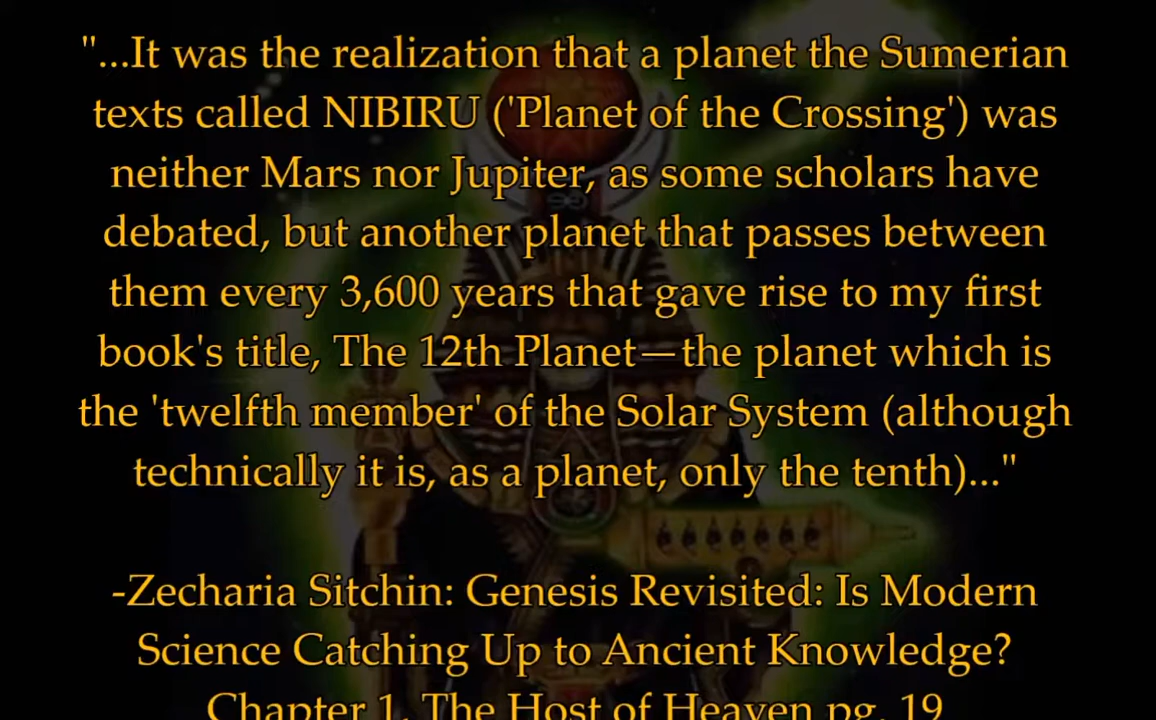 "...It was the realization that a planet the Sumerian
texts called NIBIRU ('Planet of the Crossing') was
neither Mars nor Jupiter, as some scholars have
debated, but another planet that passes between
them every 3,600 years that gave rise to my first
book's title, The 12th Planet—the planet which is
the 'twelfth member' of the Solar System (although
technically it is, as a planet, only the tenth)..."
-Zecharia Sitchin: Genesis Revisited: Is Modern
Science Catching Up to Ancient Knowledge?
Chapter 1, The Host of Heaven pg. 19